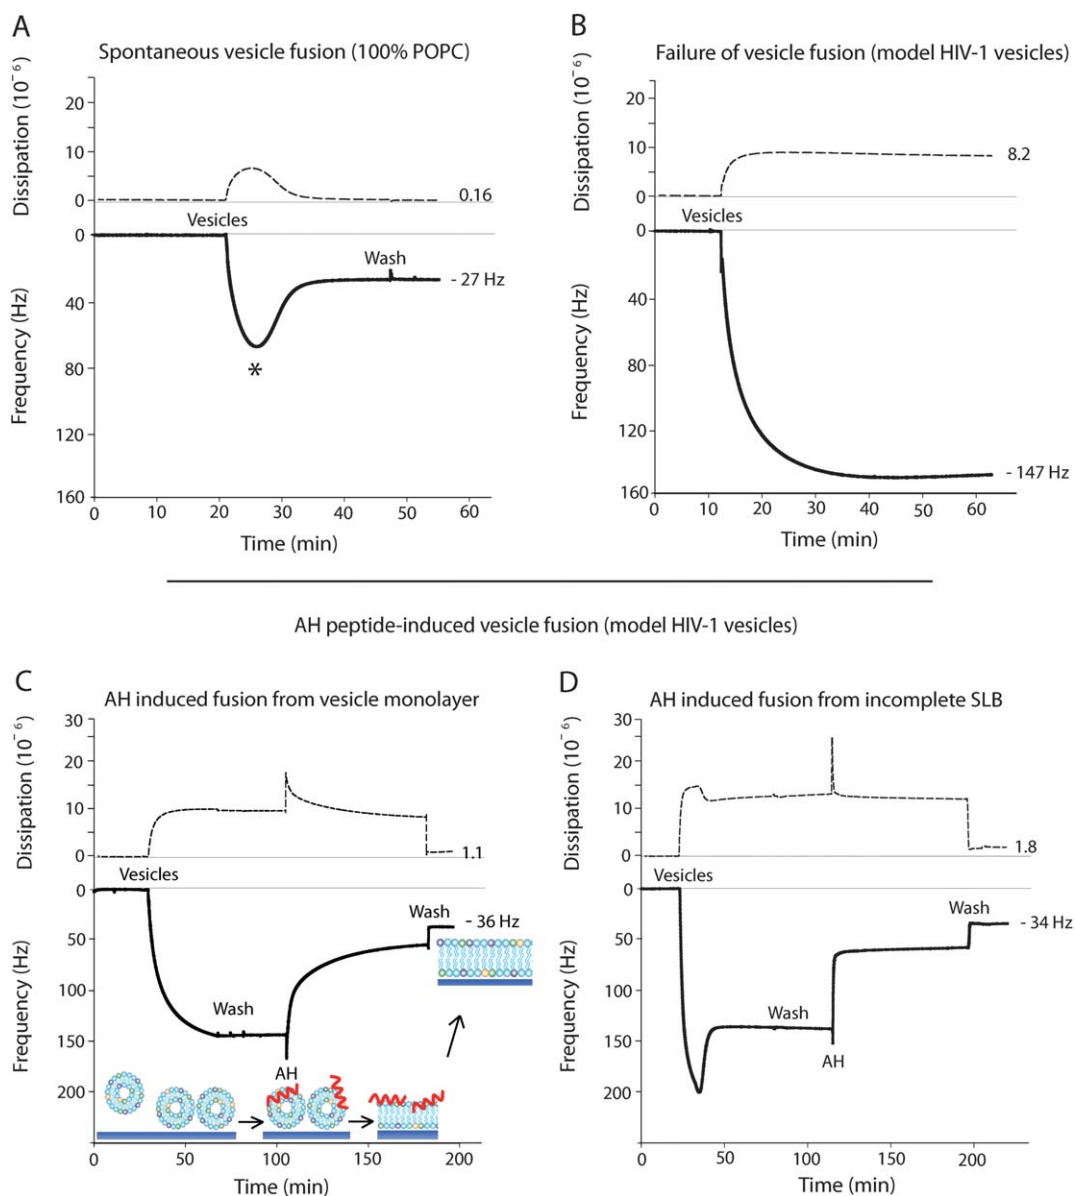 A
Spontaneous vesicle fusion (100% POPC)
Dissipation (10⁻⁶)
20
10
0
0.16
Vesicles
Wash
- 27 Hz
*
Frequency (Hz)
0
40
80
120
160
0 10 20 30 40 50 60
Time (min)
B
Failure of vesicle fusion (model HIV-1 vesicles)
Dissipation (10⁻⁶)
20
10
0
8.2
Vesicles
- 147 Hz
Frequency (Hz)
0
40
80
120
160
0 10 20 30 40 50 60
Time (min)
AH peptide-induced vesicle fusion (model HIV-1 vesicles)
C
AH induced fusion from vesicle monolayer
Dissipation (10⁻⁶)
30
20
10
0
1.1
Vesicles
Wash
- 36 Hz
Wash
AH
Frequency (Hz)
0
50
100
150
200
0 50 100 150 200
Time (min)
D
AH induced fusion from incomplete SLB
Dissipation (10⁻⁶)
30
20
10
0
1.8
Vesicles
Wash
- 34 Hz
Wash
AH
Frequency (Hz)
0
50
100
150
200
0 50 100 150 200
Time (min)